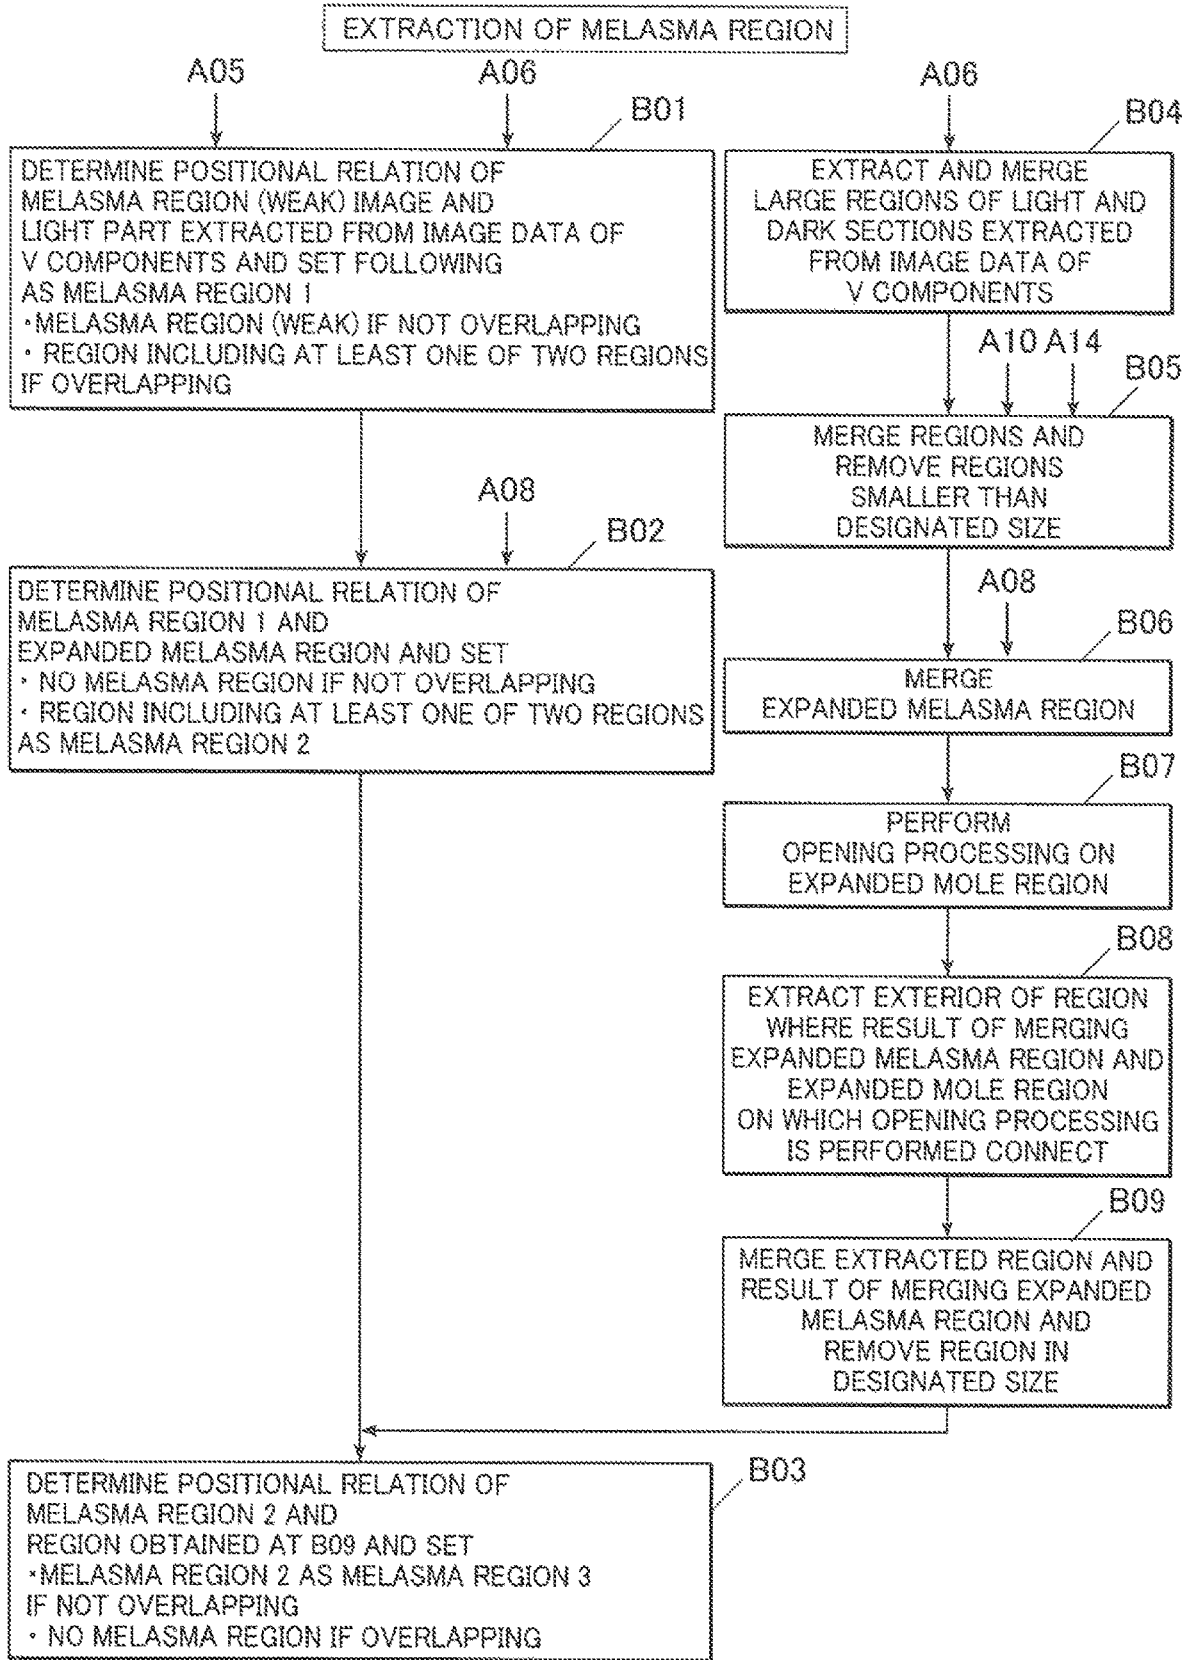 EXTRACTION OF MELASMA REGION
A05
A06
B01
DETERMINE POSITIONAL RELATION OF
MELASMA REGION (WEAK) IMAGE AND
LIGHT PART EXTRACTED FROM IMAGE DATA OF
V COMPONENTS AND SET FOLLOWING
AS MELASMA REGION 1
・MELASMA REGION (WEAK) IF NOT OVERLAPPING
・ REGION INCLUDING AT LEAST ONE OF TWO REGIONS
IF OVERLAPPING
A08
B02
DETERMINE POSITIONAL RELATION OF
MELASMA REGION 1 AND
EXPANDED MELASMA REGION AND SET
・ NO MELASMA REGION IF NOT OVERLAPPING
・ REGION INCLUDING AT LEAST ONE OF TWO REGIONS
AS MELASMA REGION 2
A06
B04
EXTRACT AND MERGE
LARGE REGIONS OF LIGHT AND
DARK SECTIONS EXTRACTED
FROM IMAGE DATA OF
V COMPONENTS
A10 A14
B05
MERGE REGIONS AND
REMOVE REGIONS
SMALLER THAN
DESIGNATED SIZE
A08
B06
MERGE
EXPANDED MELASMA REGION
B07
PERFORM
OPENING PROCESSING ON
EXPANDED MOLE REGION
B08
EXTRACT EXTERIOR OF REGION
WHERE RESULT OF MERGING
EXPANDED MELASMA REGION AND
EXPANDED MOLE REGION
ON WHICH OPENING PROCESSING
IS PERFORMED CONNECT
B09
MERGE EXTRACTED REGION AND
RESULT OF MERGING EXPANDED
MELASMA REGION AND
REMOVE REGION IN
DESIGNATED SIZE
B03
DETERMINE POSITIONAL RELATION OF
MELASMA REGION 2 AND
REGION OBTAINED AT B09 AND SET
・MELASMA REGION 2 AS MELASMA REGION 3
IF NOT OVERLAPPING
・ NO MELASMA REGION IF OVERLAPPING